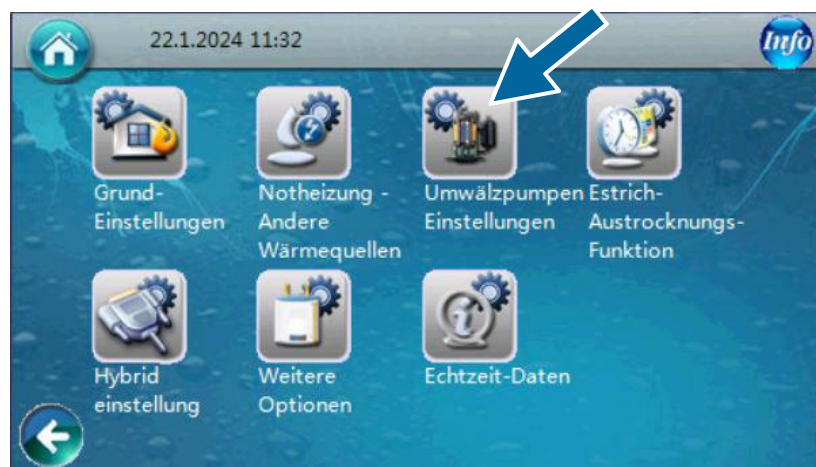 22.1.2024 11:32
Info
Grund-
Einstellungen
Notheizung -
Andere
Wärmequellen
Umwälzpumpen
Einstellungen
Estrich-
Austrocknungs-
Funktion
Hybrid
einstellung
Weitere
Optionen
Echtzeit-Daten